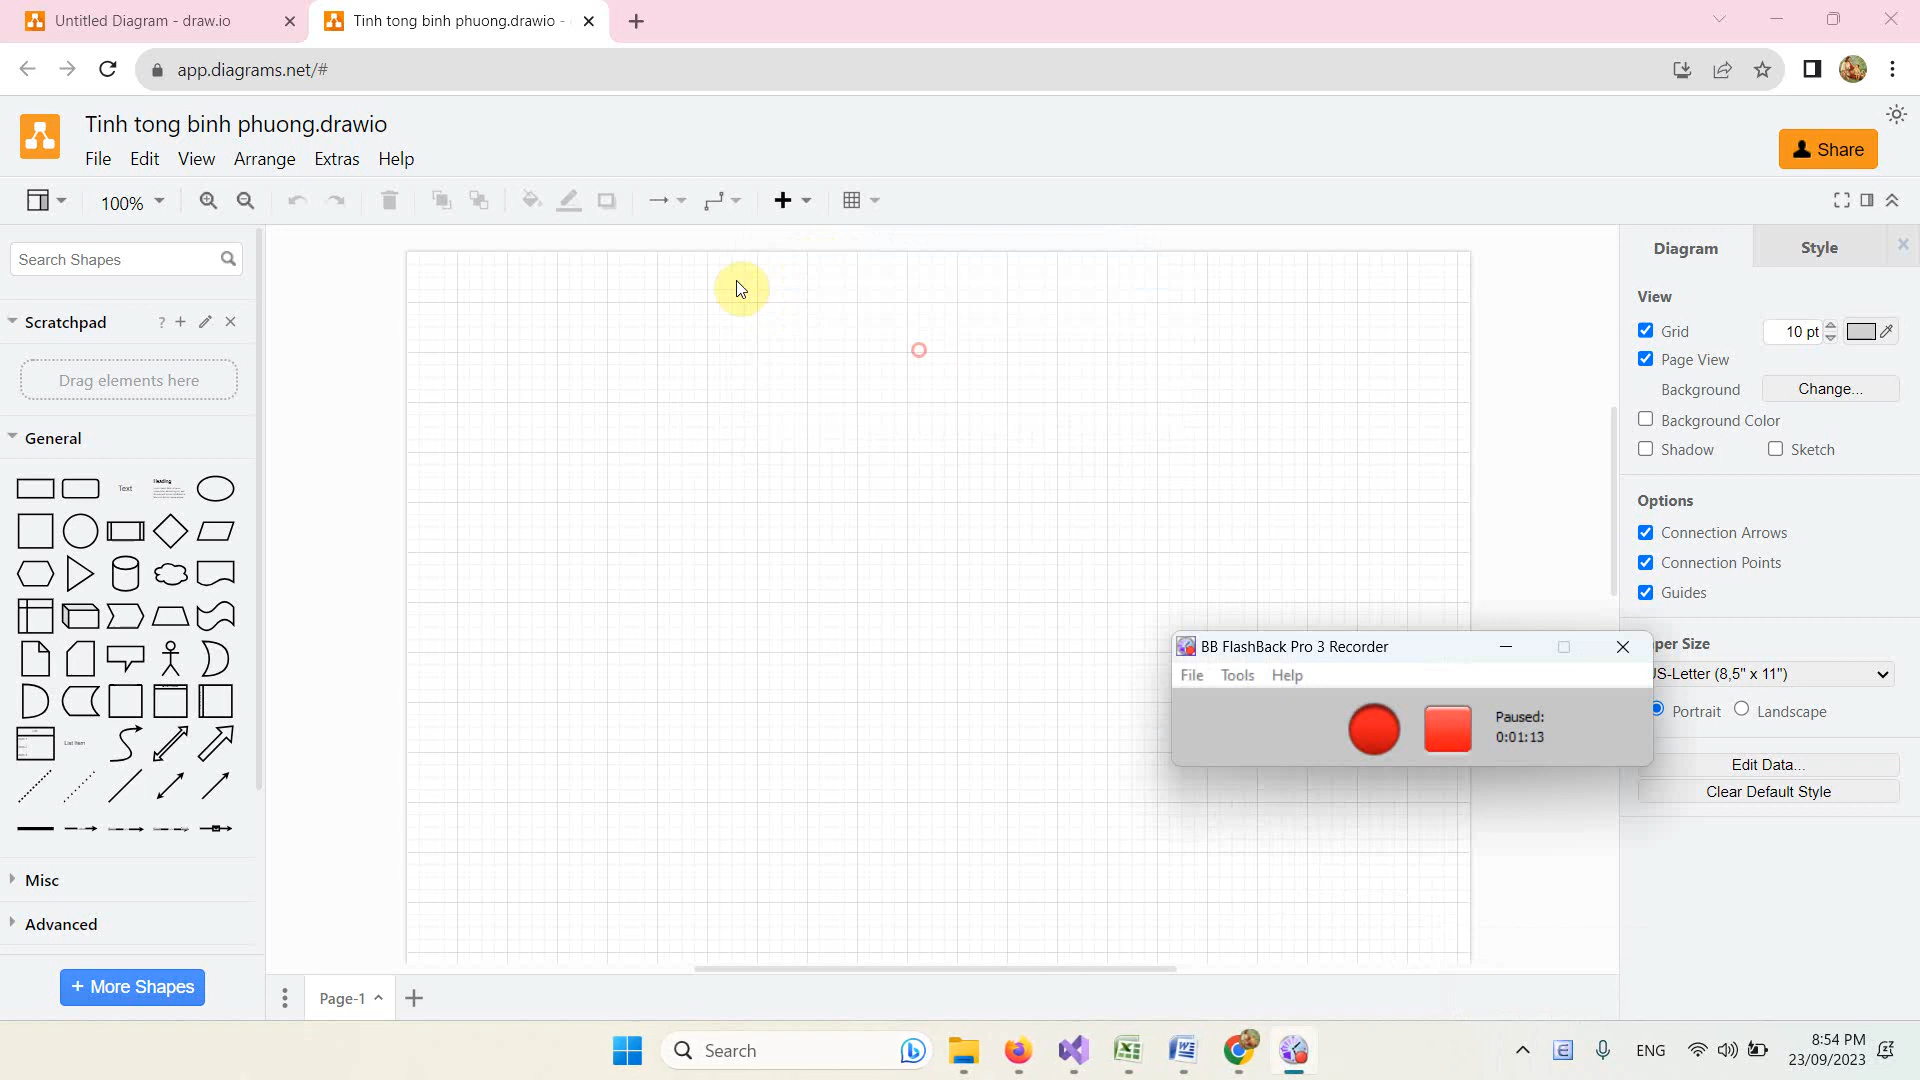 Untitled Diagram - draw.io
Tinh tong binh phuong.drawio -
app.diagrams.net/#
Tinh tong binh phuong.drawio
File Edit View Arrange Extras Help
Share
100%
Search Shapes
Scratchpad
?
Drag elements here
General
Text
Heading
List Item
Misc
Advanced
+ More Shapes
Page-1
Diagram
Style
View
Grid
10 pt
Page View
Background
Change...
Background Color
Shadow
Sketch
Options
Connection Arrows
Connection Points
Guides
per Size
US-Letter (8,5" x 11")
Portrait
Landscape
Edit Data...
Clear Default Style
BB FlashBack Pro 3 Recorder
File Tools Help
Paused:
0:01:13
Search
ENG
8:54 PM
23/09/2023